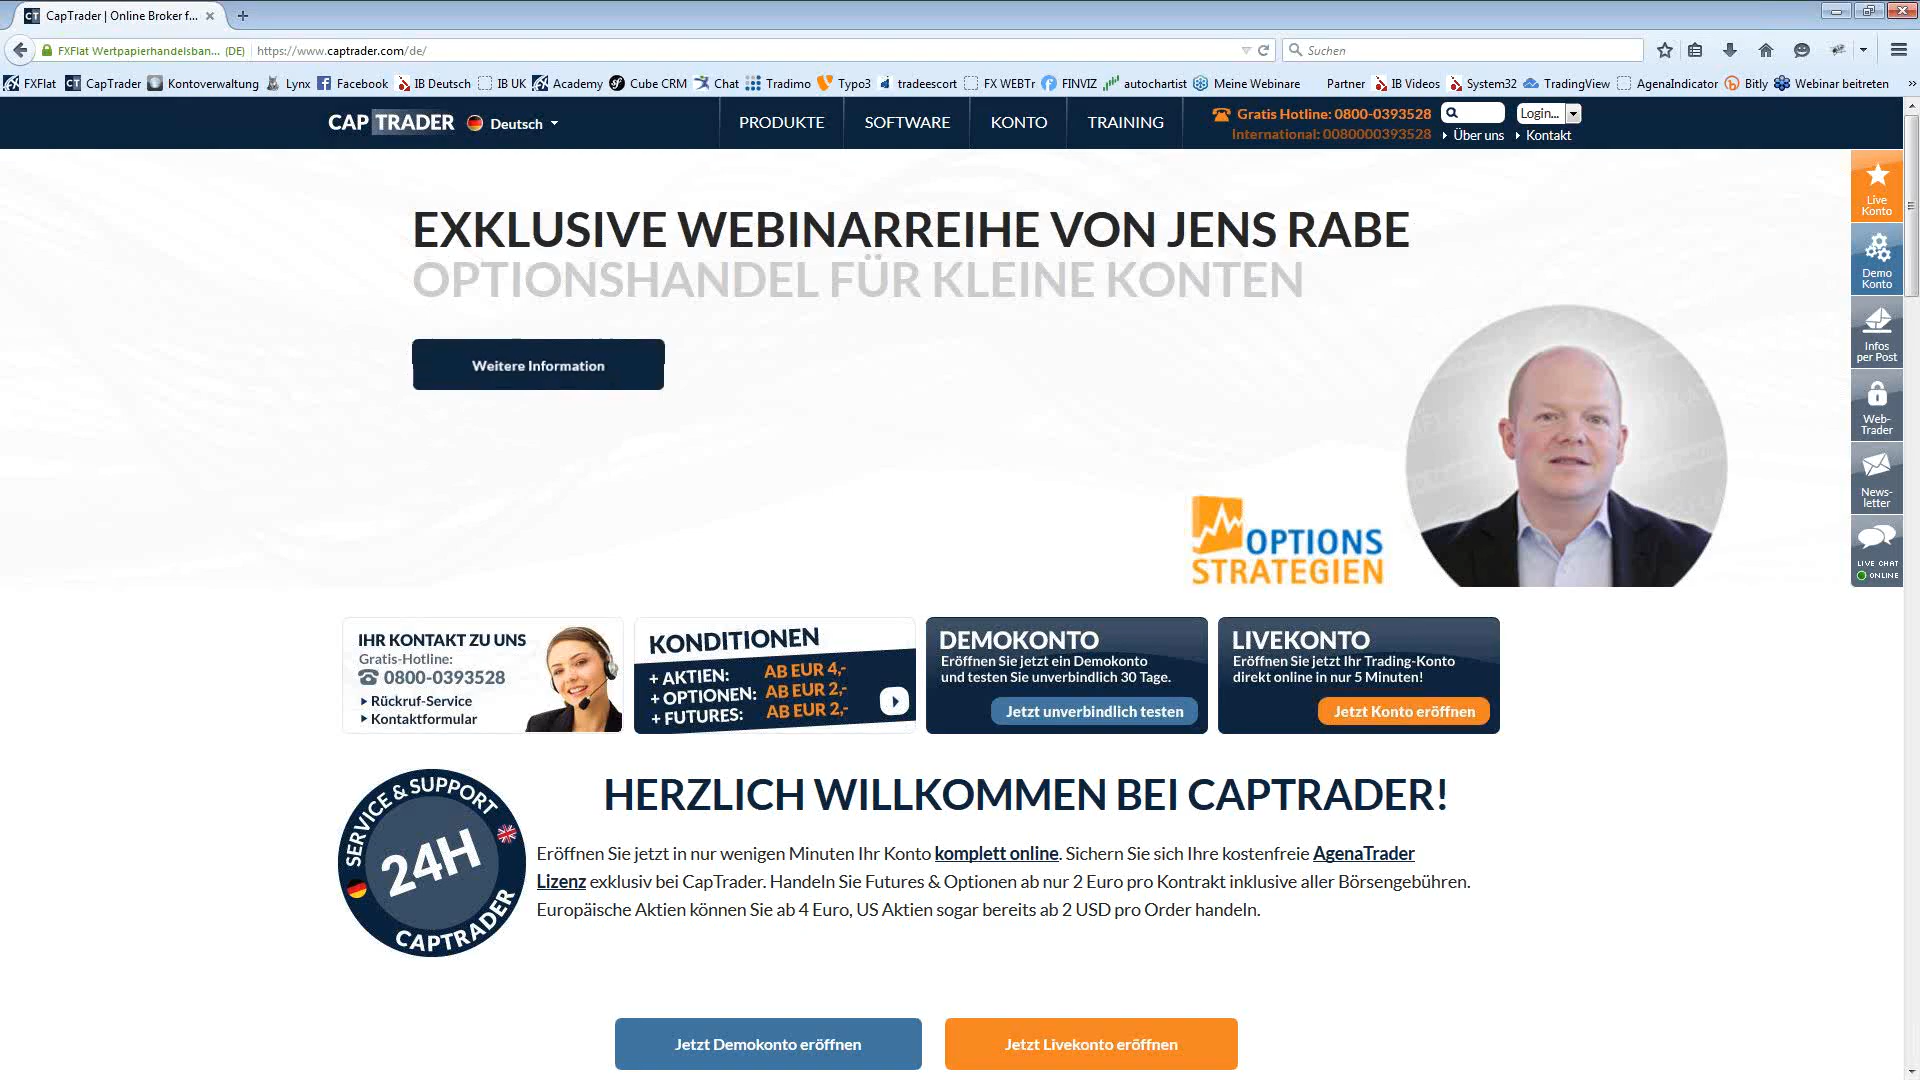 CapTrader | Online Broker f...
FXFlat Wertpapierhandelsban... (DE)
https://www.captrader.com/de/
Suchen
FXFlat
CapTrader
Kontoverwaltung
Lynx
Facebook
IB Deutsch
IB UK
Academy
Cube CRM
Chat
Tradimo
Typo3
tradeescort
FX WEBTr
FINVIZ
autochartist
Meine Webinare
Partner
IB Videos
System32
TradingView
AgenaIndicator
Bitly
Webinar beitreten
CAP TRADER
Deutsch
PRODUKTE
SOFTWARE
KONTO
TRAINING
Gratis Hotline: 0800-0393528
International: 0080000393528
Login...
Über uns
Kontakt
EXKLUSIVE WEBINARREIHE VON JENS RABE
OPTIONSHANDEL FÜR KLEINE KONTEN
Weitere Information
OPTIONS
STRATEGIEN
Live
Konto
Demo
Konto
Infos
per Post
Web-
Trader
News-
letter
LIVE CHAT
ONLINE
IHR KONTAKT ZU UNS
Gratis-Hotline:
0800-0393528
Rückruf-Service
Kontaktformular
KONDITIONEN
+ AKTIEN: AB EUR 4,-
+ OPTIONEN: AB EUR 2,-
+ FUTURES: AB EUR 2,-
DEMOKONTO
Eröffnen Sie jetzt ein Demokonto
und testen Sie unverbindlich 30 Tage.
Jetzt unverbindlich testen
LIVEKONTO
Eröffnen Sie jetzt Ihr Trading-Konto
direkt online in nur 5 Minuten!
Jetzt Konto eröffnen
SERVICE & SUPPORT
24H
CAPTRADER
HERZLICH WILLKOMMEN BEI CAPTRADER!
Eröffnen Sie jetzt in nur wenigen Minuten Ihr Konto komplett online. Sichern Sie sich Ihre kostenfreie AgenaTrader
Lizenz exklusiv bei CapTrader. Handeln Sie Futures & Optionen ab nur 2 Euro pro Kontrakt inklusive aller Börsengebühren.
Europäische Aktien können Sie ab 4 Euro, US Aktien sogar bereits ab 2 USD pro Order handeln.
Jetzt Demokonto eröffnen
Jetzt Livekonto eröffnen